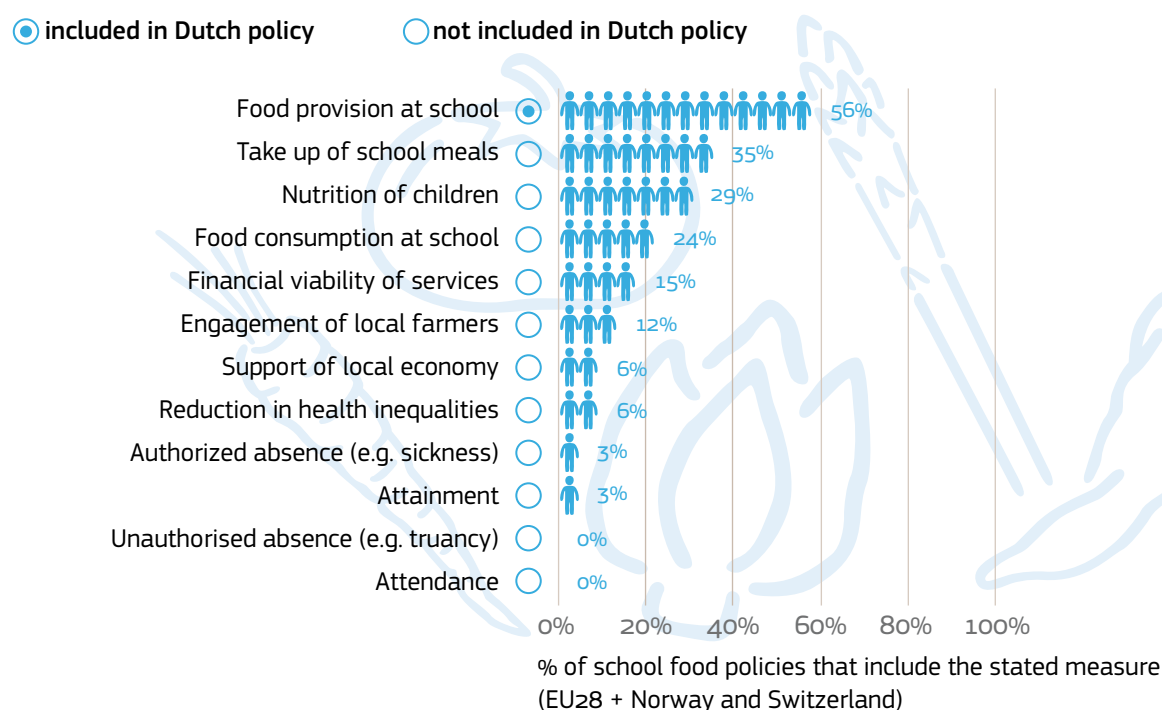 included in Dutch policy not included in Dutch policy
Food provision at school 56%
Take up of school meals 35%
Nutrition of children 29%
Food consumption at school 24%
Financial viability of services 15%
Engagement of local farmers 12%
Support of local economy 6%
Reduction in health inequalities 6%
Authorized absence (e.g. sickness) 3%
Attainment 3%
Unauthorised absence (e.g. truancy) 0%
Attendance 0%
0% 20% 40% 60% 80% 100%
% of school food policies that include the stated measure
(EU28 + Norway and Switzerland)